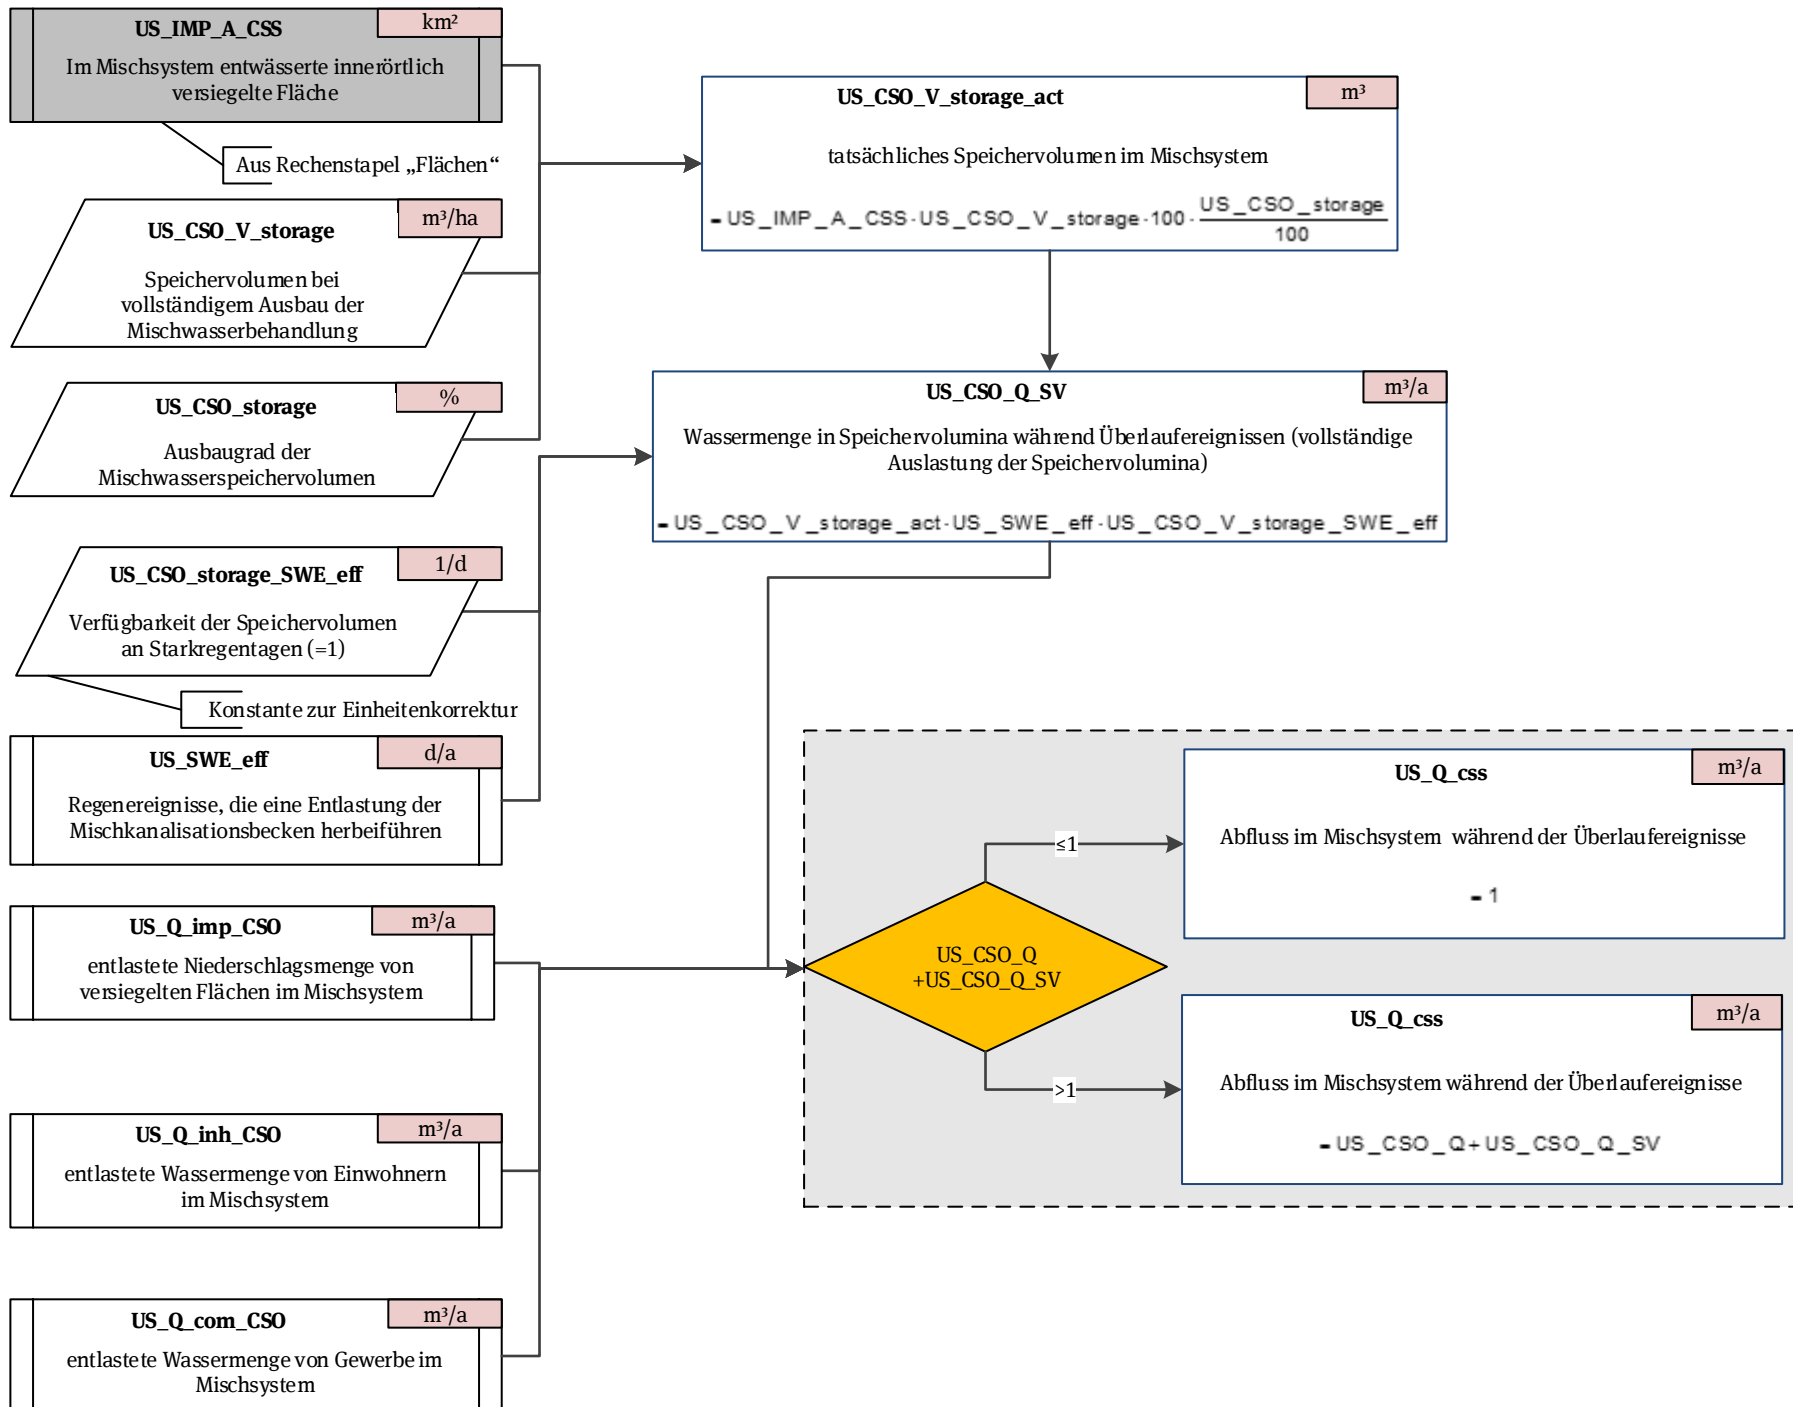 US_IMP_A_CSS
km²
Im Mischsystem entwässerte innerörtlich
versiegelte Fläche
Aus Rechenstapel „Flächen“
US_CSO_V_storage
m³/ha
Speichervolumen bei
vollständigem Ausbau der
Mischwasserbehandlung
US_CSO_storage
%
Ausbaugrad der
Mischwasserspeichervolumen
US_CSO_storage_SWE_eff
1/d
Verfügbarkeit der Speichervolumen
an Starkregentagen (=1)
Konstante zur Einheitenkorrektur
US_SWE_eff
d/a
Regenereignisse, die eine Entlastung der
Mischkanalisationsbecken herbeiführen
US_Q_imp_CSO
m³/a
entlastete Niederschlagsmenge von
versiegelten Flächen im Mischsystem
US_Q_inh_CSO
m³/a
entlastete Wassermenge von Einwohnern
im Mischsystem
US_Q_com_CSO
m³/a
entlastete Wassermenge von Gewerbe im
Mischsystem
US_CSO_V_storage_act
m³
tatsächliches Speichervolumen im Mischsystem
= US_IMP_A_CSS · US_CSO_V_storage · 100 · US_CSO_storage
100
US_CSO_Q_SV
m³/a
Wassermenge in Speichervolumina während Überlaufereignissen (vollständige
Auslastung der Speichervolumina)
= US_CSO_V_storage_act · US_SWE_eff · US_CSO_V_storage_SWE_eff
US_CSO_Q
+US_CSO_Q_SV
≤1
US_Q_css
m³/a
Abfluss im Mischsystem während der Überlaufereignisse
= 1
>1
US_Q_css
m³/a
Abfluss im Mischsystem während der Überlaufereignisse
= US_CSO_Q + US_CSO_Q_SV